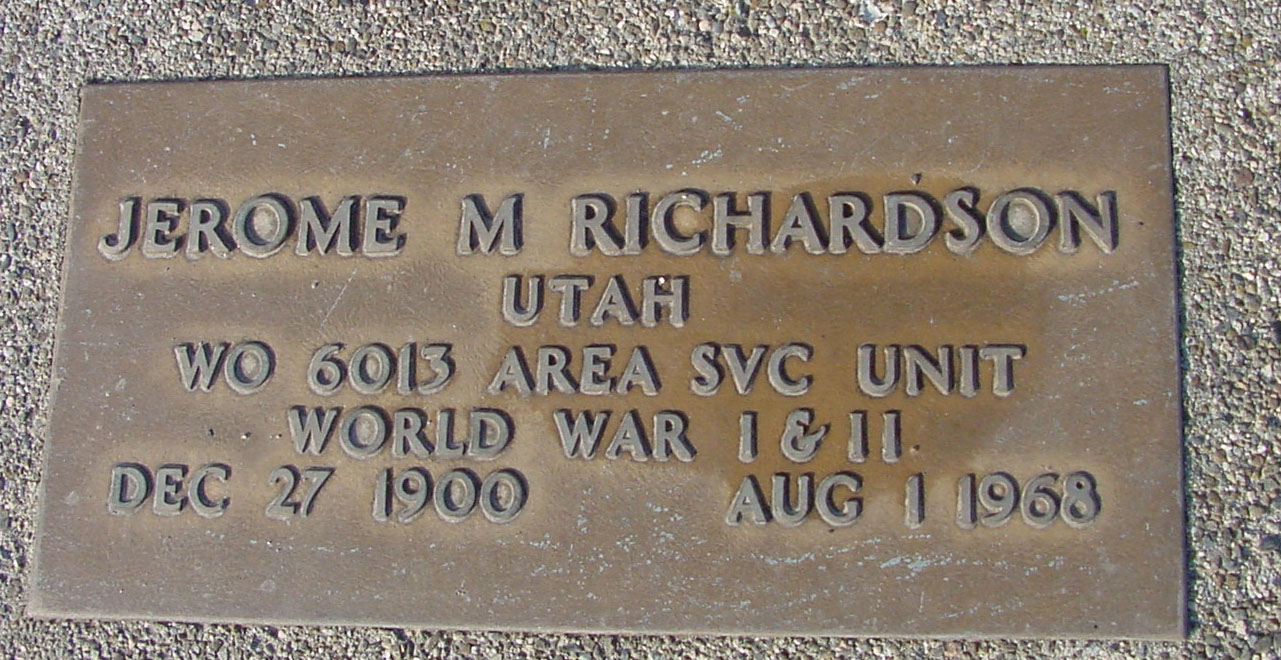 JEROME M RICHARDSON
UTAH
WO 6013 AREA SVC UNIT
WORLD WAR I & II
DEC 27 1900 AUG 1 1968